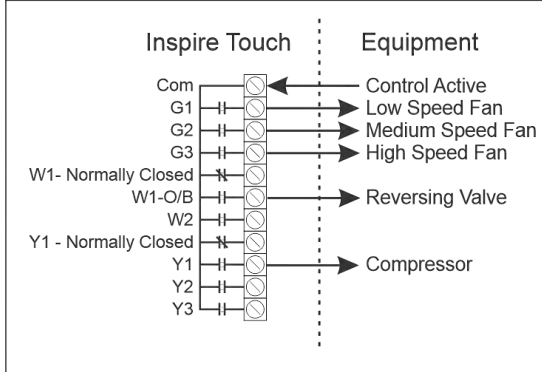 Inspire Touch Equipment
Com Control Active
G1 Low Speed Fan
G2 Medium Speed Fan
G3 High Speed Fan
W1- Normally Closed
W1-O/B Reversing Valve
W2
Y1 - Normally Closed
Y1 Compressor
Y2
Y3